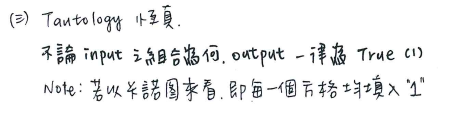 (三) Tautology 恆真.
不論 input 之組合為何, output 一律為 True (1)
Note: 若以卡諾圖來看, 即每一個方格均填入 "1"